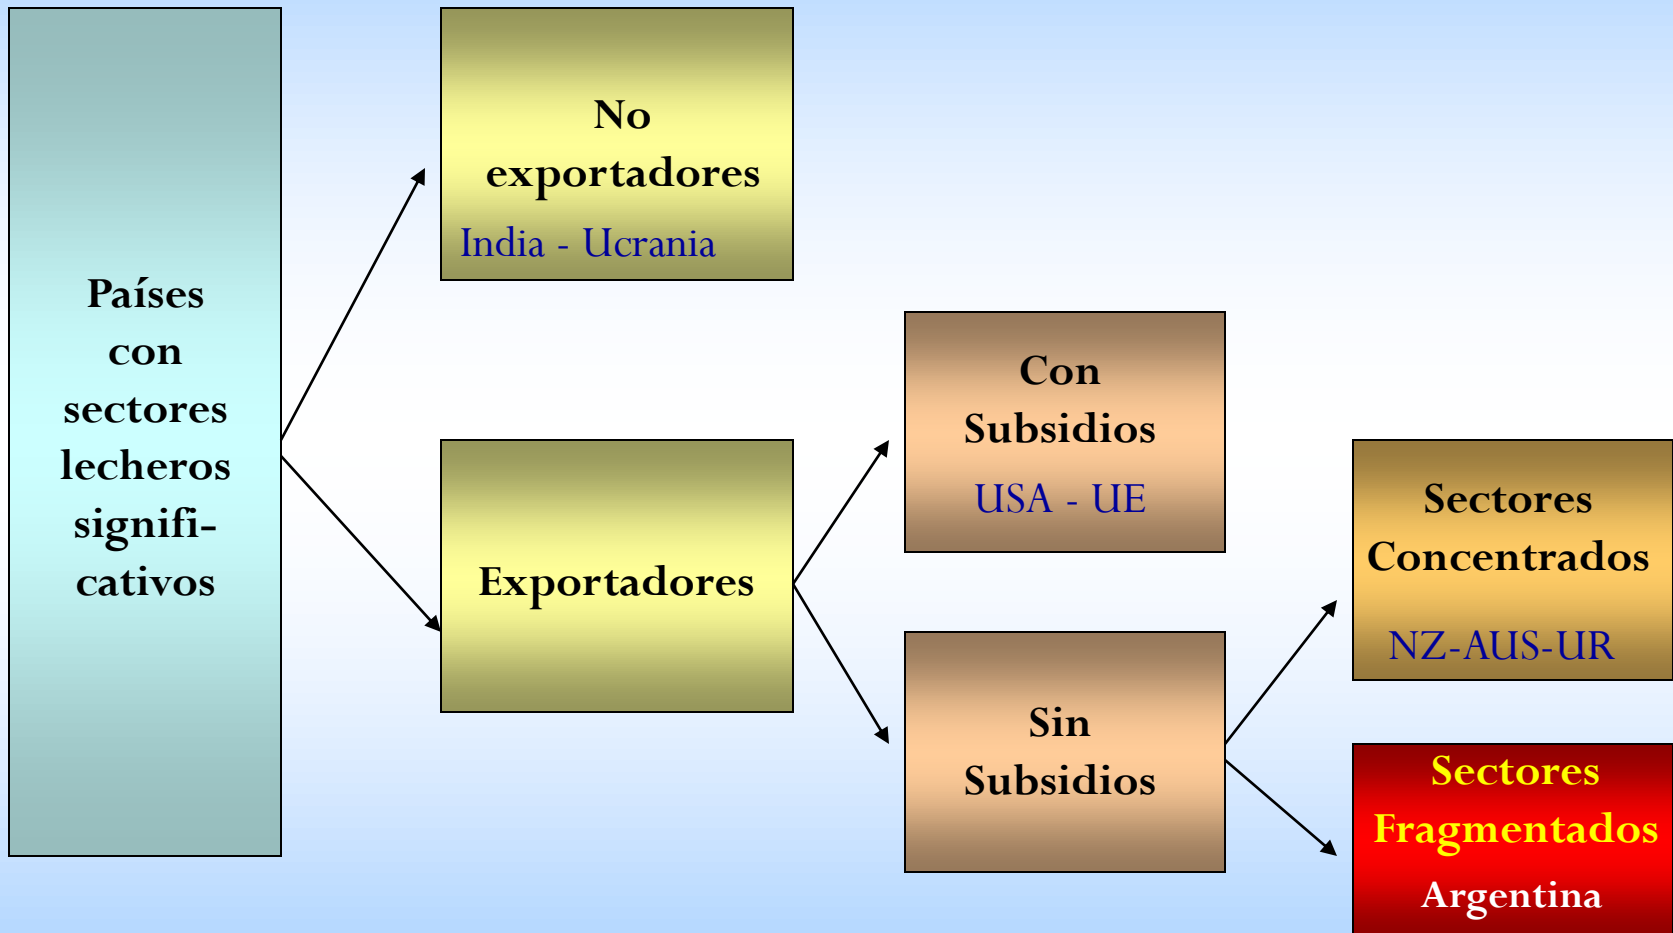 Países
con
sectores
lecheros
signifi-
cativos
No
exportadores
India - Ucrania
Exportadores
Con
Subsidios
USA - UE
Sin
Subsidios
Sectores
Concentrados
NZ-AUS-UR
Sectores
Fragmentados
Argentina